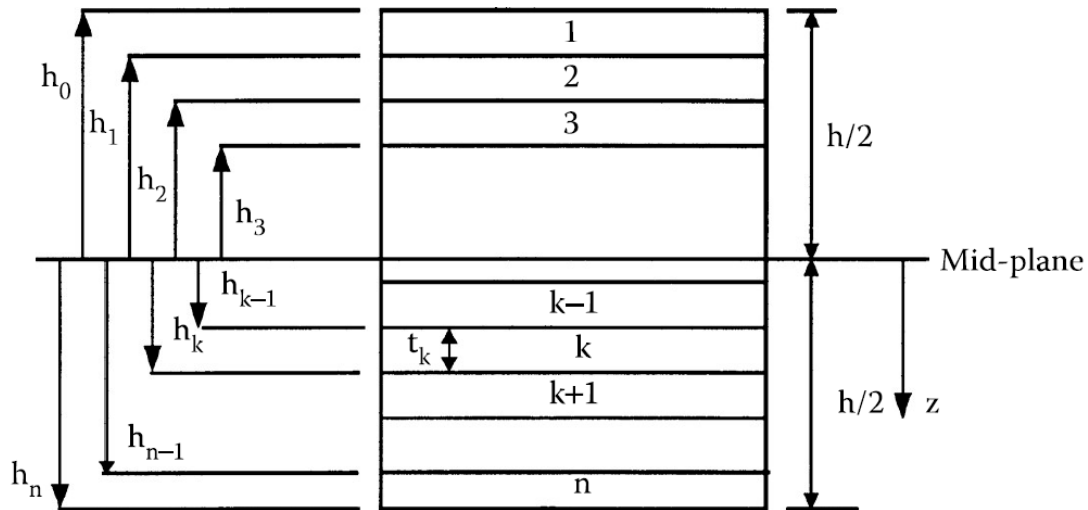 1
h₀
2
h₁
3
h/2
h₂
h₃
Mid-plane
hₖ₋₁
k−1
hₖ
tₖ
k
k+1
h/2
z
hₙ₋₁
hₙ
n